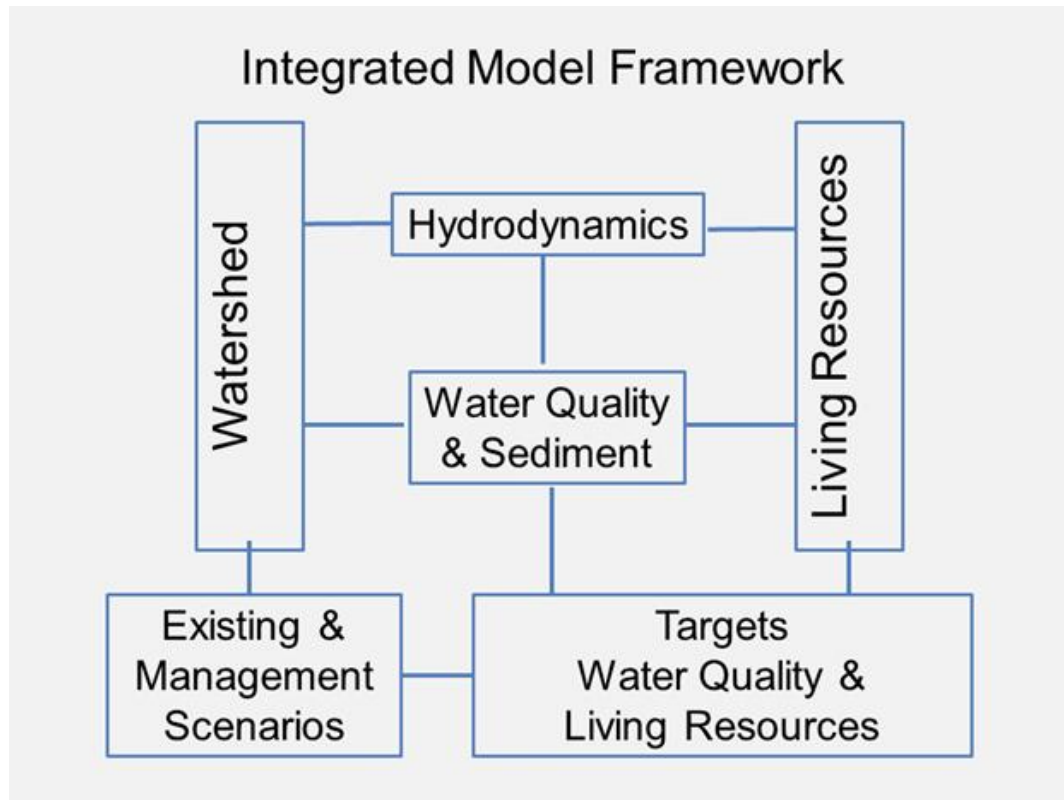 Integrated Model Framework
Watershed
Hydrodynamics
Living Resources
Water Quality
& Sediment
Existing &
Management
Scenarios
Targets
Water Quality &
Living Resources